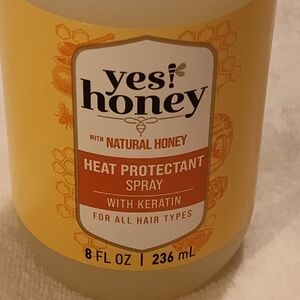 yes!
honey
WITH NATURAL HONEY
HEAT PROTECTANT
SPRAY
WITH KERATIN
FOR ALL HAIR TYPES
8 FL OZ | 236 mL